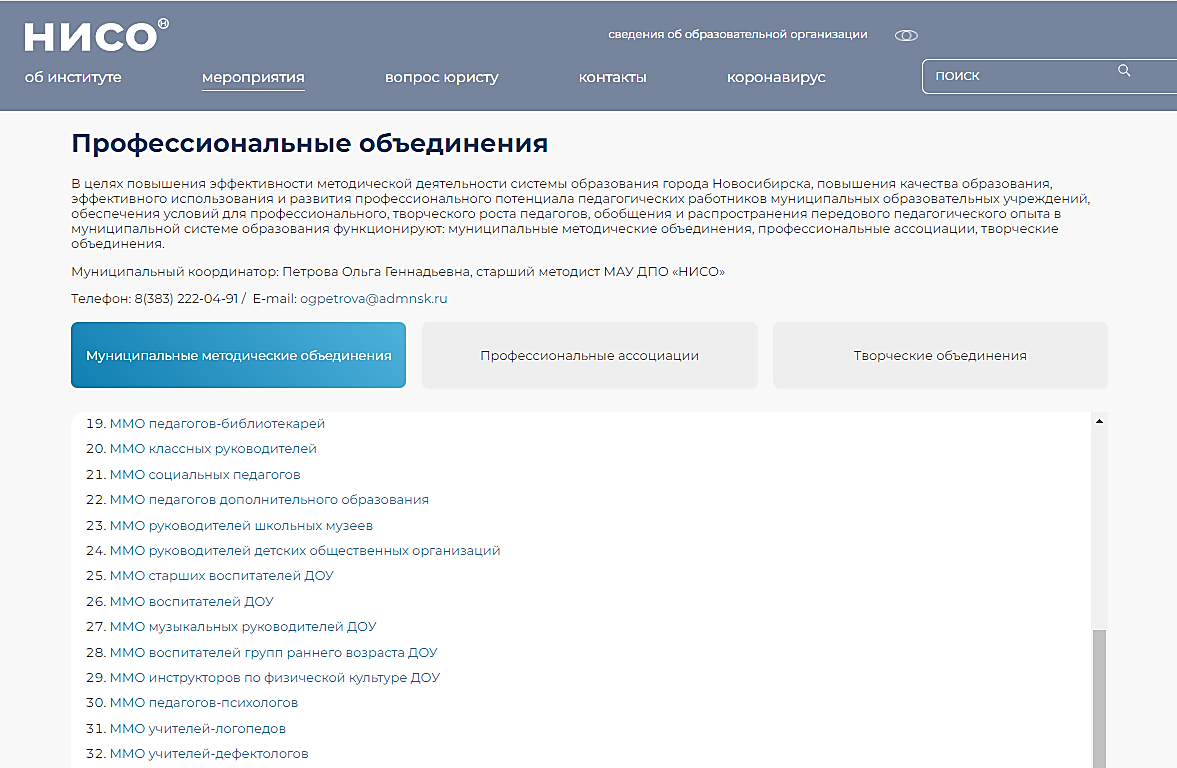 НИСО Н
сведения об образовательной организации
об институте мероприятия вопрос юристу контакты коронавирус ПОИСК
Профессиональные объединения
В целях повышения эффективности методической деятельности системы образования города Новосибирска, повышения качества образования,
эффективного использования и развития профессионального потенциала педагогических работников муниципальных образовательных учреждений,
обеспечения условий для профессионального, творческого роста педагогов, обобщения и распространения передового педагогического опыта в
муниципальной системе образования функционируют: муниципальные методические объединения, профессиональные ассоциации, творческие
объединения.
Муниципальный координатор: Петрова Ольга Геннадьевна, старший методист МАУ ДПО «НИСО»
Телефон: 8(383) 222-04-91 / E-mail: ogpetrova@admnsk.ru
Муниципальные методические объединения Профессиональные ассоциации Творческие объединения
19. ММО педагогов-библиотекарей
20. ММО классных руководителей
21. ММО социальных педагогов
22. ММО педагогов дополнительного образования
23. ММО руководителей школьных музеев
24. ММО руководителей детских общественных организаций
25. ММО старших воспитателей ДОУ
26. ММО воспитателей ДОУ
27. ММО музыкальных руководителей ДОУ
28. ММО воспитателей групп раннего возраста ДОУ
29. ММО инструкторов по физической культуре ДОУ
30. ММО педагогов-психологов
31. ММО учителей-логопедов
32. ММО учителей-дефектологов